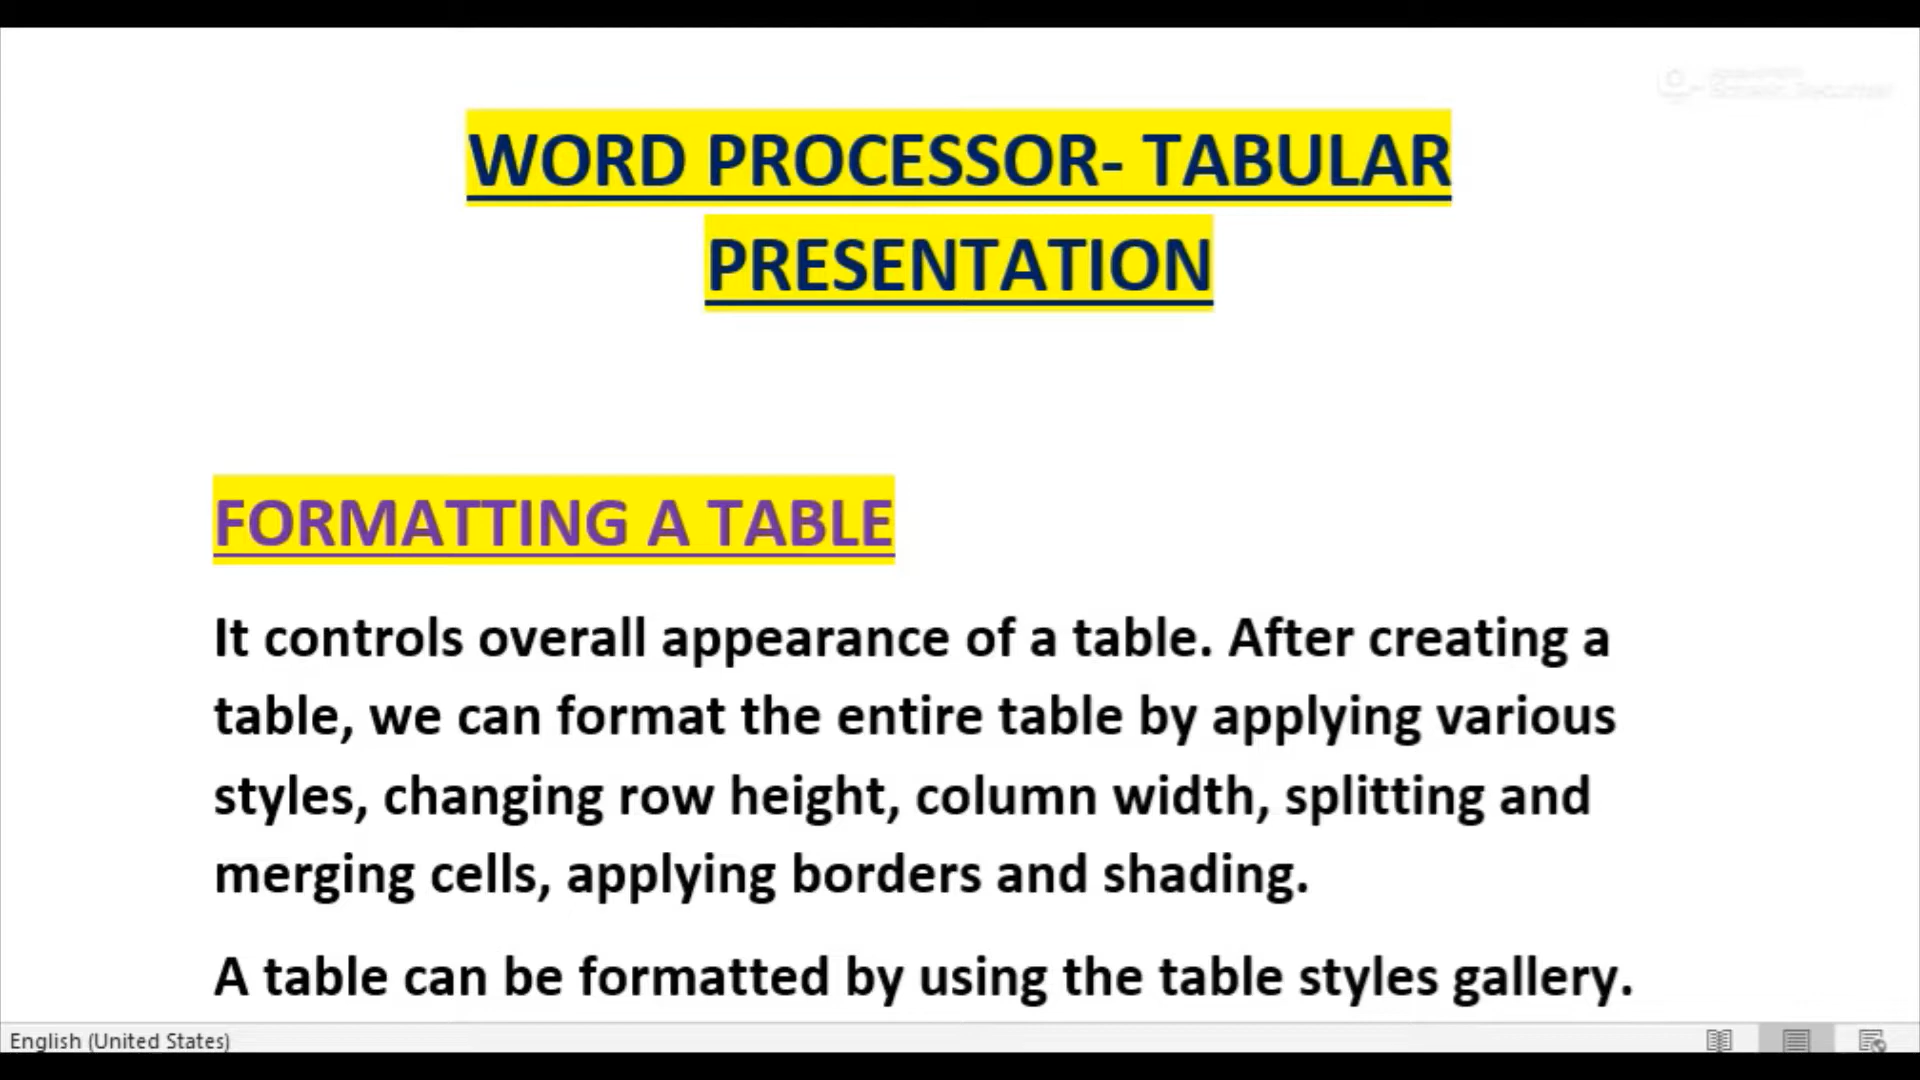 WORD PROCESSOR- TABULAR
PRESENTATION
FORMATTING A TABLE
It controls overall appearance of a table. After creating a
table, we can format the entire table by applying various
styles, changing row height, column width, splitting and
merging cells, applying borders and shading.
A table can be formatted by using the table styles gallery.
English (United States)